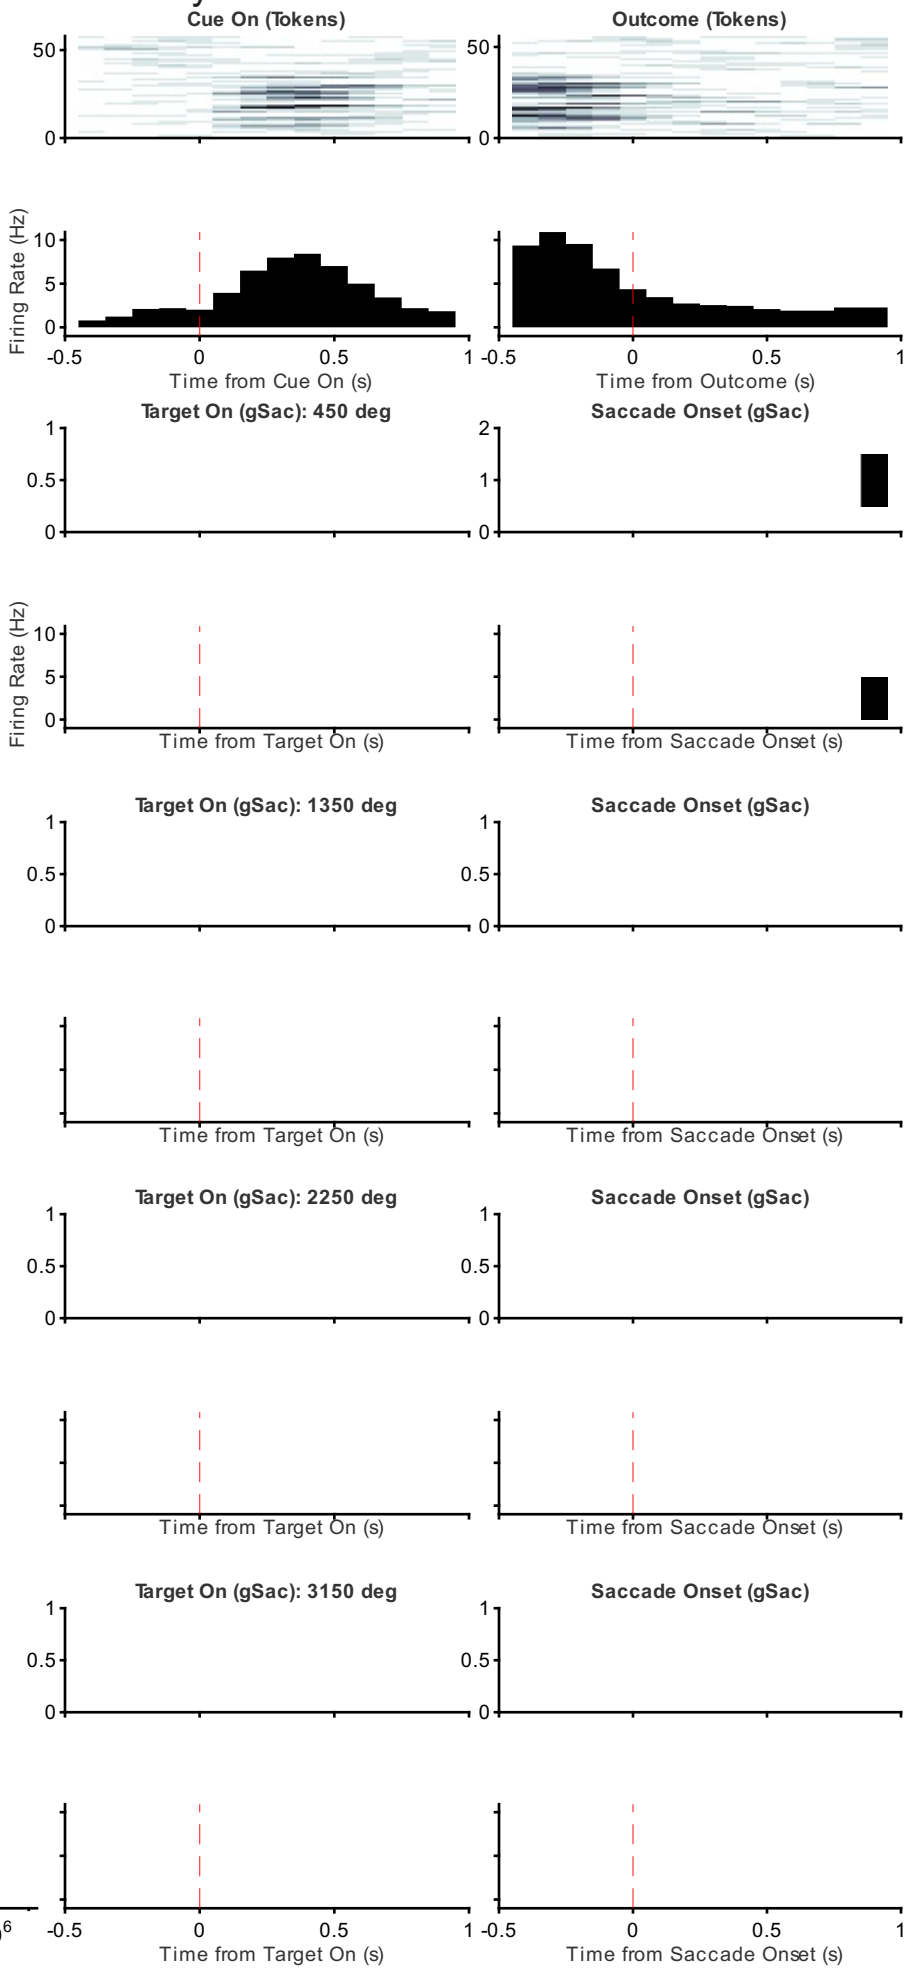 Cue On (Tokens) Outcome (Tokens)
50 50
0 0
Firing Rate (Hz)
10
5
0
-0.5 0 0.5 1 -0.5 0 0.5 1
Time from Cue On (s) Time from Outcome (s)
Target On (gSac): 450 deg Saccade Onset (gSac)
1 2
0.5 1
0 0
Firing Rate (Hz)
10
5
0
Time from Target On (s) Time from Saccade Onset (s)
Target On (gSac): 1350 deg Saccade Onset (gSac)
1 1
0.5 0.5
0 0
Time from Target On (s) Time from Saccade Onset (s)
Target On (gSac): 2250 deg Saccade Onset (gSac)
1 1
0.5 0.5
0 0
Time from Target On (s) Time from Saccade Onset (s)
Target On (gSac): 3150 deg Saccade Onset (gSac)
1 1
0.5 0.5
0 0
6 -0.5 0 0.5 1 -0.5 0 0.5 1
Time from Target On (s) Time from Saccade Onset (s)